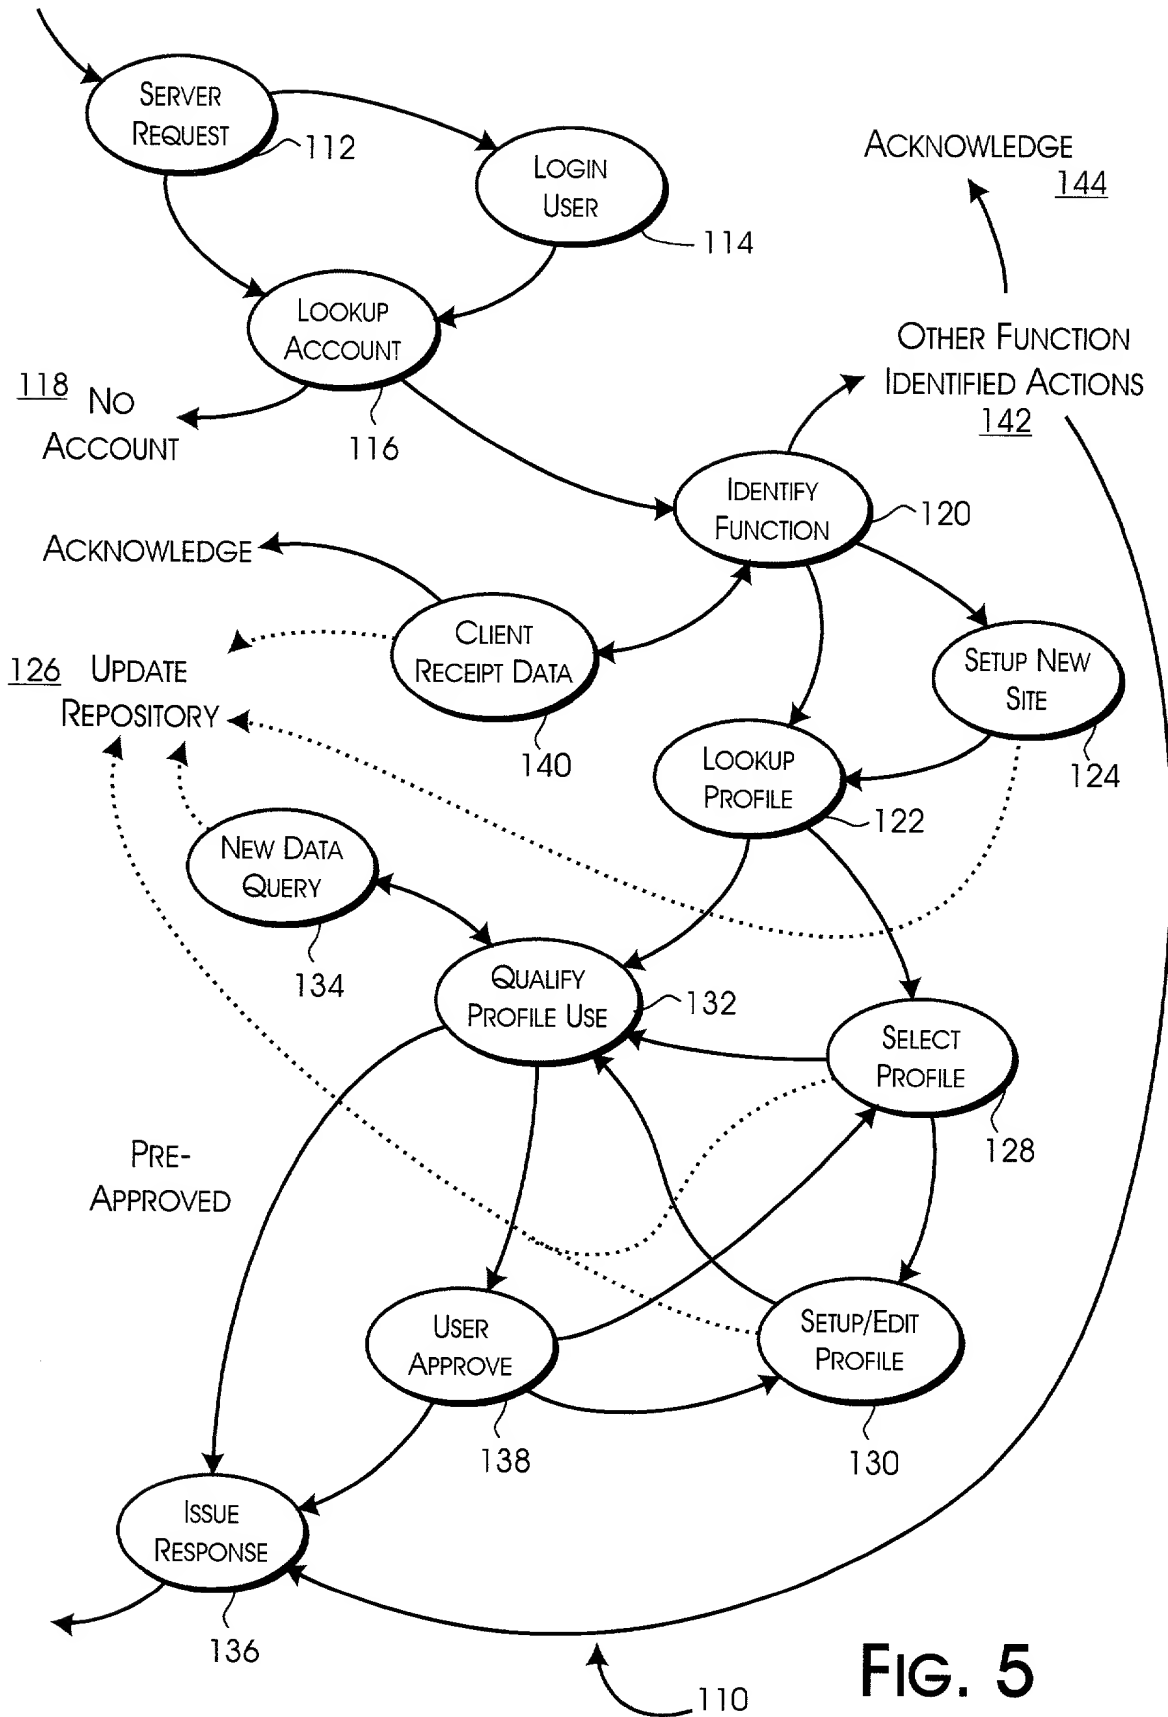 SERVER
REQUEST
112
LOGIN
USER
114
ACKNOWLEDGE
144
LOOKUP
ACCOUNT
116
118 NO
ACCOUNT
OTHER FUNCTION
IDENTIFIED ACTIONS
142
IDENTIFY
FUNCTION
120
ACKNOWLEDGE
CLIENT
RECEIPT DATA
140
126 UPDATE
REPOSITORY
SETUP NEW
SITE
124
LOOKUP
PROFILE
122
NEW DATA
QUERY
134
QUALIFY
PROFILE USE
132
SELECT
PROFILE
128
PRE-
APPROVED
USER
APPROVE
138
SETUP/EDIT
PROFILE
130
ISSUE
RESPONSE
136
110
FIG. 5